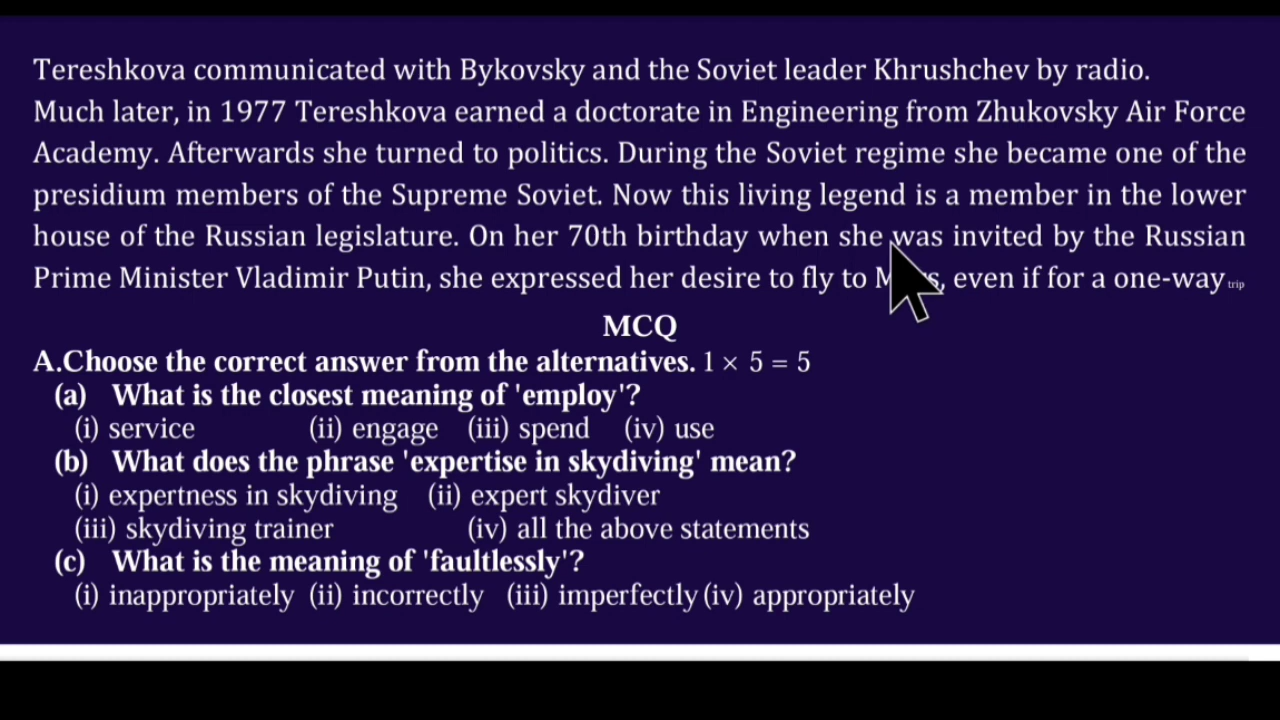 Tereshkova communicated with Bykovsky and the Soviet leader Khrushchev by radio.
Much later, in 1977 Tereshkova earned a doctorate in Engineering from Zhukovsky Air Force
Academy. Afterwards she turned to politics. During the Soviet regime she became one of the
presidium members of the Supreme Soviet. Now this living legend is a member in the lower
house of the Russian legislature. On her 70th birthday when she was invited by the Russian
Prime Minister Vladimir Putin, she expressed her desire to fly to even if for a one-way trip
MCQ
A.Choose the correct answer from the alternatives. 1 × 5 = 5
(a) What is the closest meaning of 'employ'?
(i) service (ii) engage (iii) spend (iv) use
(b) What does the phrase 'expertise in skydiving' mean?
(i) expertness in skydiving (ii) expert skydiver
(iii) skydiving trainer (iv) all the above statements
(c) What is the meaning of 'faultlessly'?
(i) inappropriately (ii) incorrectly (iii) imperfectly (iv) appropriately